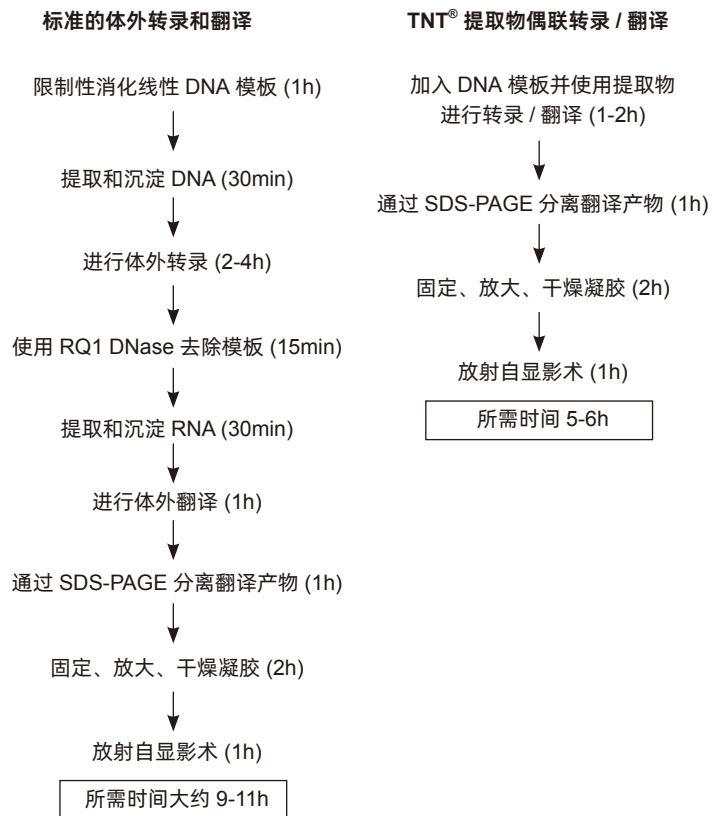 标准的体外转录和翻译
限制性消化线性 DNA 模板 (1h)
提取和沉淀 DNA (30min)
进行体外转录 (2-4h)
使用 RQ1 DNase 去除模板 (15min)
提取和沉淀 RNA (30min)
进行体外翻译 (1h)
通过 SDS-PAGE 分离翻译产物 (1h)
固定、放大、干燥凝胶 (2h)
放射自显影术 (1h)
所需时间大约 9-11h
TNT® 提取物偶联转录 / 翻译
加入 DNA 模板并使用提取物
进行转录 / 翻译 (1-2h)
通过 SDS-PAGE 分离翻译产物 (1h)
固定、放大、干燥凝胶 (2h)
放射自显影术 (1h)
所需时间 5-6h